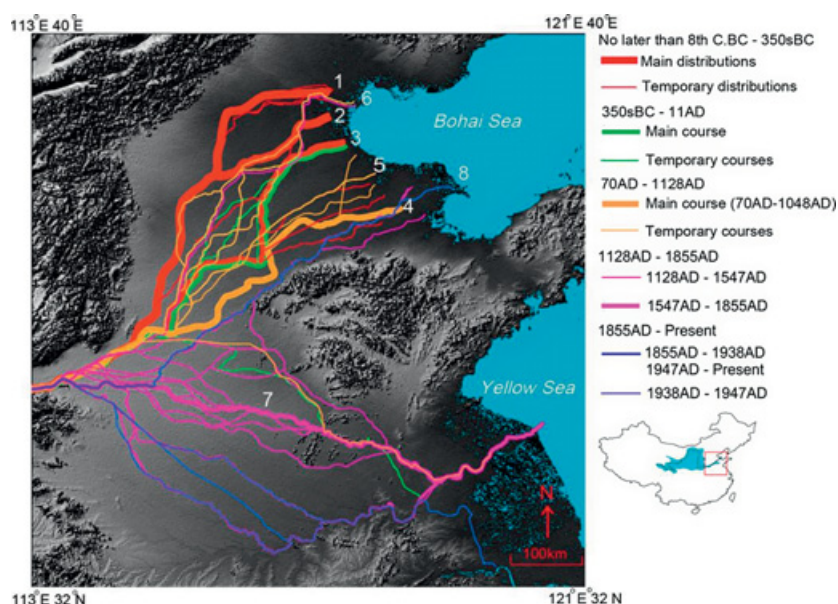 113°E 40'
121°E 40'
No later than 8th C.BC - 350sBC
Main distributions
Temporary distributions
350sBC - 11AD
Main course
Temporary courses
70AD - 1128AD
Main course (70AD-1048AD)
Temporary courses
1128AD - 1855AD
1128AD - 1547AD
1547AD - 1855AD
1855AD - Present
1855AD - 1938AD
1947AD - Present
1938AD - 1947AD
1
6
2
Bohai Sea
3
5
8
4
Yellow Sea
7
N
100km
113°E 32'
121°E 32'